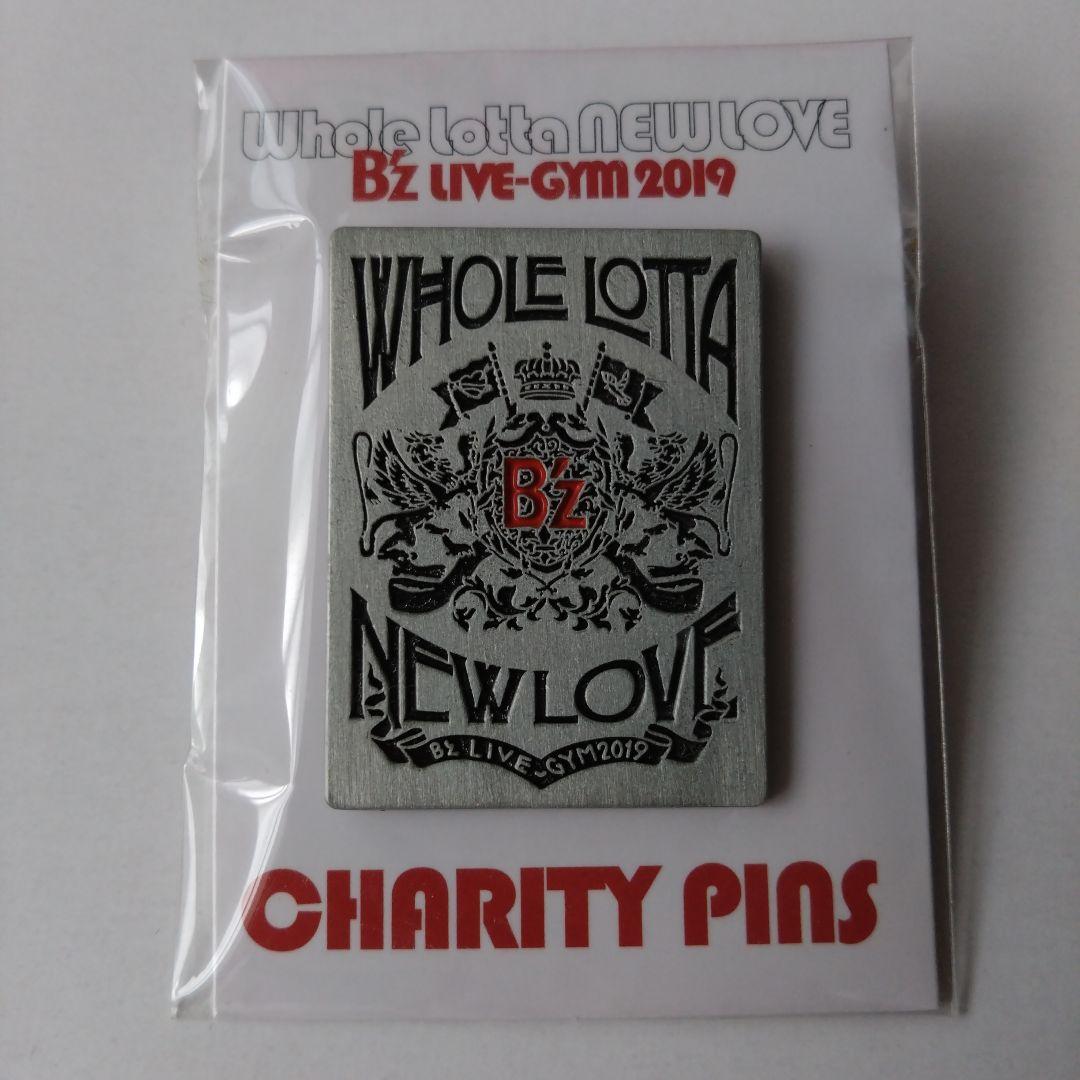 Whole Lotta NEW LOVE
B'z LIVE-GYM 2019
WHOLE LOTTA
B'z
NEW LOVE
B'z LIVE-GYM2019
CHARITY PINS